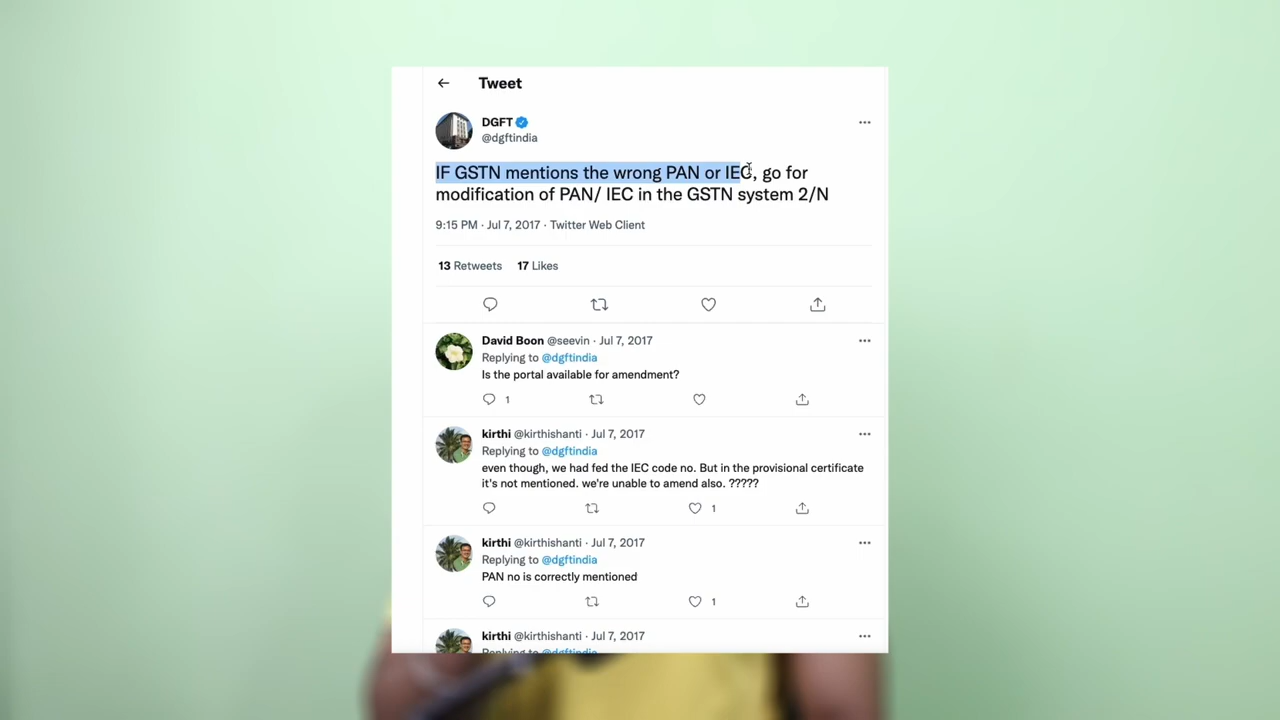 Tweet
DGFT
@dgftindia
IF GSTN mentions the wrong PAN or IEC, go for
modification of PAN/ IEC in the GSTN system 2/N
9:15 PM · Jul 7, 2017 · Twitter Web Client
13 Retweets 17 Likes
David Boon @seevin · Jul 7, 2017
Replying to @dgftindia
Is the portal available for amendment?
1
kirthi @kirthishanti · Jul 7, 2017
Replying to @dgftindia
even though, we had fed the IEC code no. But in the provisional certificate
it's not mentioned. we're unable to amend also. ?????
1
kirthi @kirthishanti · Jul 7, 2017
Replying to @dgftindia
PAN no is correctly mentioned
1
kirthi @kirthishanti · Jul 7, 2017
Replying to @dgftindia